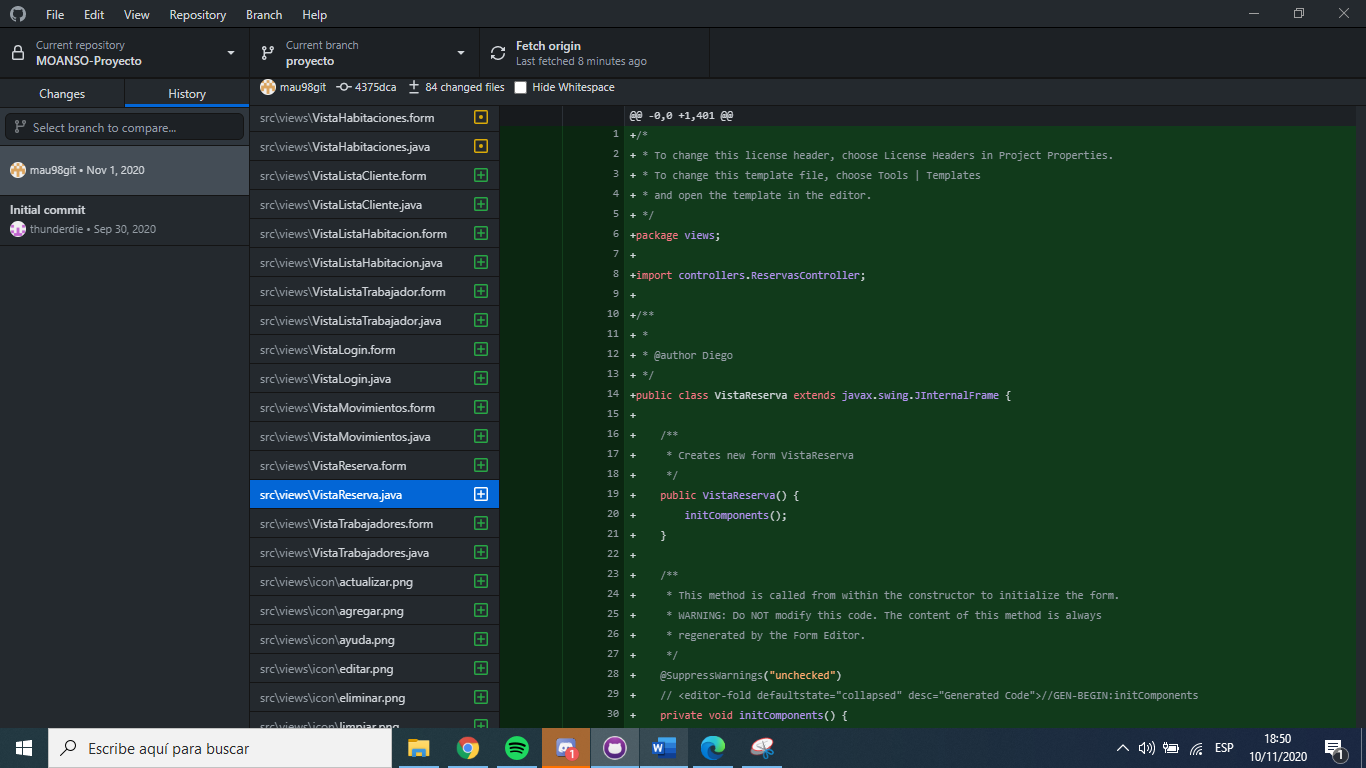 File Edit View Repository Branch Help
Current repository
MOANSO-Proyecto
Current branch
proyecto
Fetch origin
Last fetched 8 minutes ago
Changes
History
mau98git 4375dca 84 changed files Hide Whitespace
Select branch to compare...
mau98git • Nov 1, 2020
Initial commit
thunderdie • Sep 30, 2020
src\views\VistaHabitaciones.form
src\views\VistaHabitaciones.java
src\views\VistaListaCliente.form
src\views\VistaListaCliente.java
src\views\VistaListaHabitacion.form
src\views\VistaListaHabitacion.java
src\views\VistaListaTrabajador.form
src\views\VistaListaTrabajador.java
src\views\VistaLogin.form
src\views\VistaLogin.java
src\views\VistaMovimientos.form
src\views\VistaMovimientos.java
src\views\VistaReserva.form
src\views\VistaReserva.java
src\views\VistaTrabajadores.form
src\views\VistaTrabajadores.java
src\views\icon\actualizar.png
src\views\icon\agregar.png
src\views\icon\ayuda.png
src\views\icon\editar.png
src\views\icon\eliminar.png
src\views\icon\limpiar.png
@@ -0,0 +1,401 @@
1 +/*
2 + * To change this license header, choose License Headers in Project Properties.
3 + * To change this template file, choose Tools | Templates
4 + * and open the template in the editor.
5 + */
6 +package views;
7 +
8 +import controllers.ReservasController;
9 +
10 +/**
11 + *
12 + * @author Diego
13 + */
14 +public class VistaReserva extends javax.swing.JInternalFrame {
15 +
16 +    /**
17 +     * Creates new form VistaReserva
18 +     */
19 +    public VistaReserva() {
20 +        initComponents();
21 +    }
22 +
23 +    /**
24 +     * This method is called from within the constructor to initialize the form.
25 +     * WARNING: Do NOT modify this code. The content of this method is always
26 +     * regenerated by the Form Editor.
27 +     */
28 +    @SuppressWarnings("unchecked")
29 +    // <editor-fold defaultstate="collapsed" desc="Generated Code">//GEN-BEGIN:initComponents
30 +    private void initComponents() {
Escribe aquí para buscar
1
W
ESP
18:50
10/11/2020
1